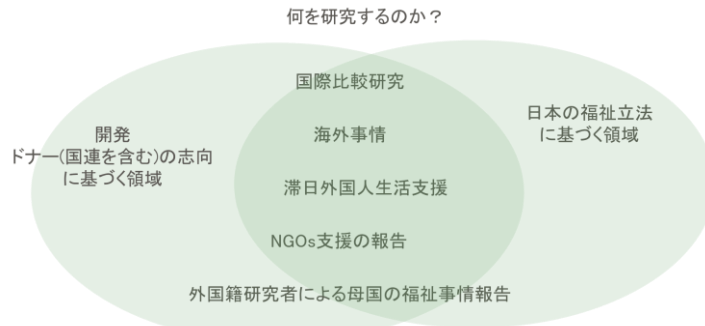 何を研究するのか？
国際比較研究
開発
ドナー(国連を含む)の志向
に基づく領域
海外事情
日本の福祉立法
に基づく領域
滞日外国人生活支援
NGOs支援の報告
外国籍研究者による母国の福祉事情報告